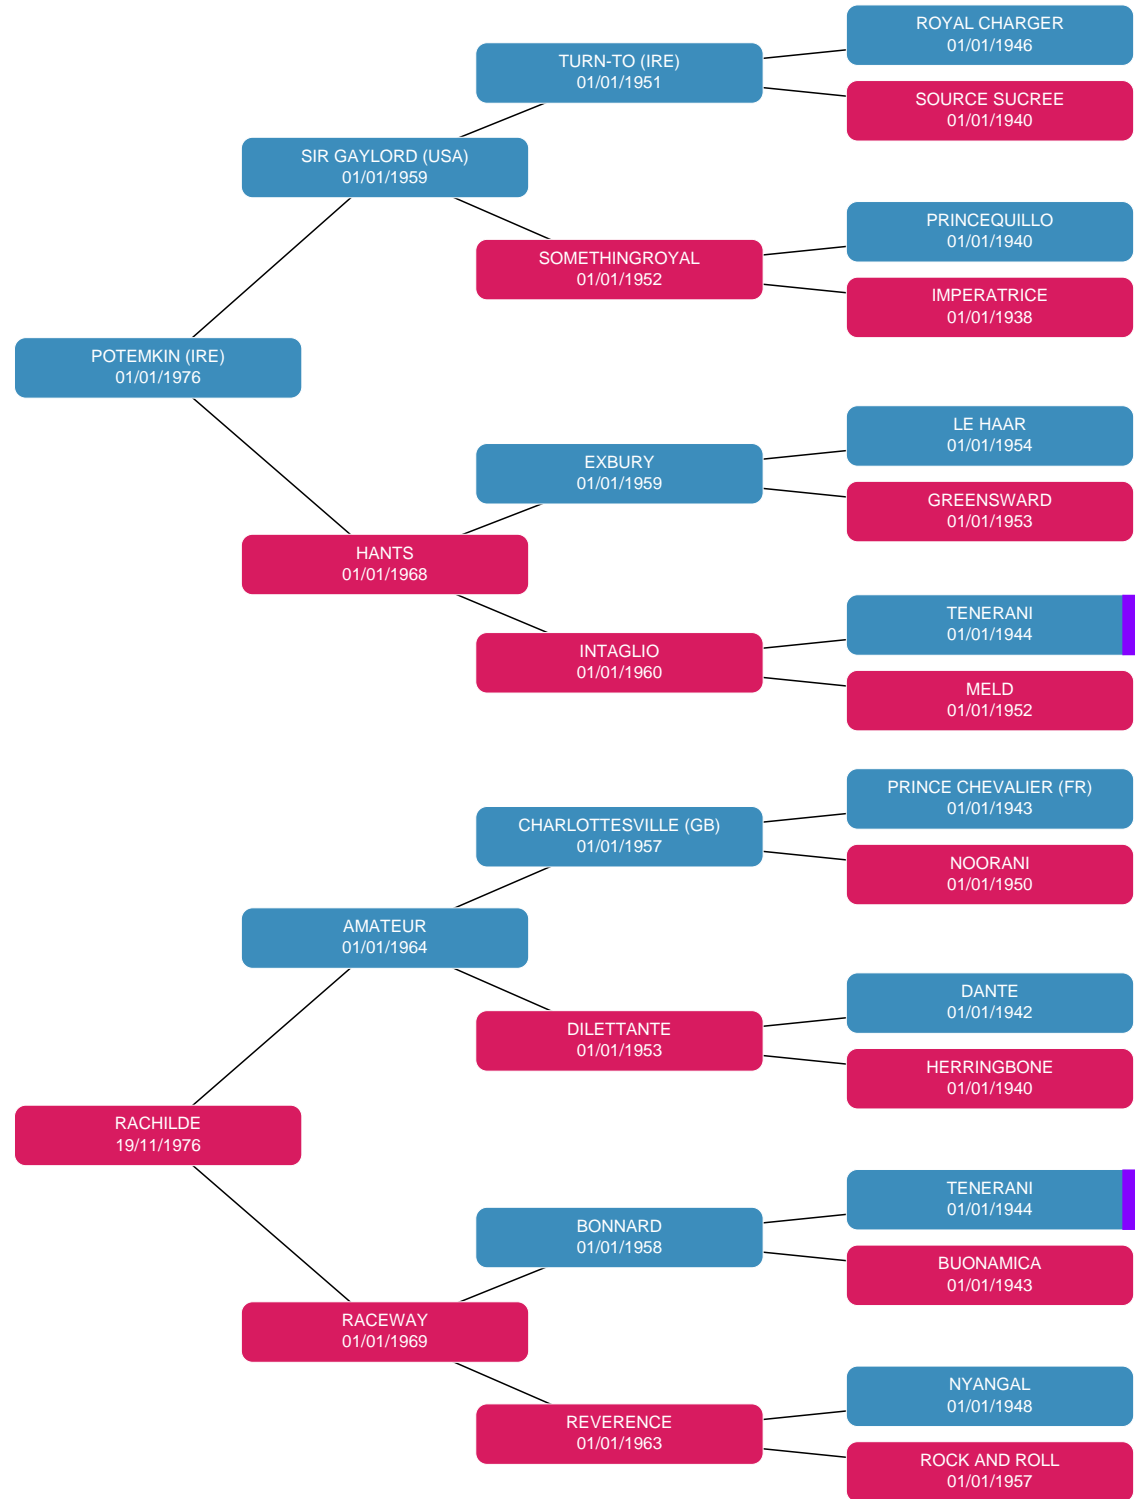 ROYAL CHARGER
01/01/1946
TURN-TO (IRE)
01/01/1951
SOURCE SUCREE
01/01/1940
SIR GAYLORD (USA)
01/01/1959
PRINCEQUILLO
01/01/1940
SOMETHINGROYAL
01/01/1952
IMPERATRICE
01/01/1938
POTEMKIN (IRE)
01/01/1976
LE HAAR
01/01/1954
EXBURY
01/01/1959
GREENSWARD
01/01/1953
HANTS
01/01/1968
TENERANI
01/01/1944
INTAGLIO
01/01/1960
MELD
01/01/1952
PRINCE CHEVALIER (FR)
01/01/1943
CHARLOTTESVILLE (GB)
01/01/1957
NOORANI
01/01/1950
AMATEUR
01/01/1964
DANTE
01/01/1942
DILETTANTE
01/01/1953
HERRINGBONE
01/01/1940
RACHILDE
19/11/1976
TENERANI
01/01/1944
BONNARD
01/01/1958
BUONAMICA
01/01/1943
RACEWAY
01/01/1969
NYANGAL
01/01/1948
REVERENCE
01/01/1963
ROCK AND ROLL
01/01/1957